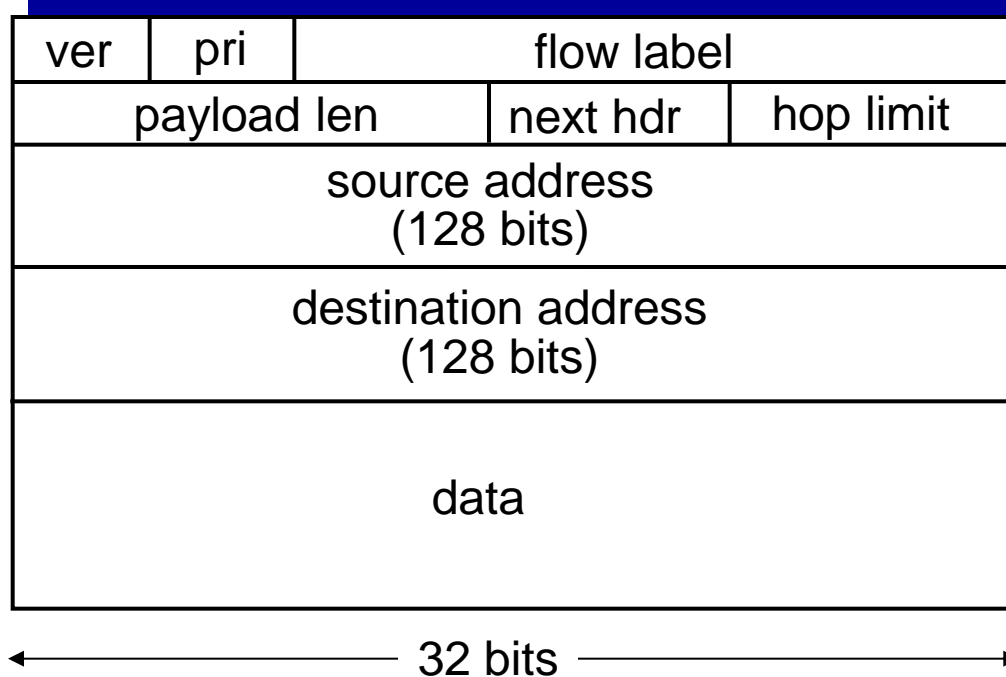 ver pri flow label
payload len next hdr hop limit
source address
(128 bits)
destination address
(128 bits)
data
32 bits